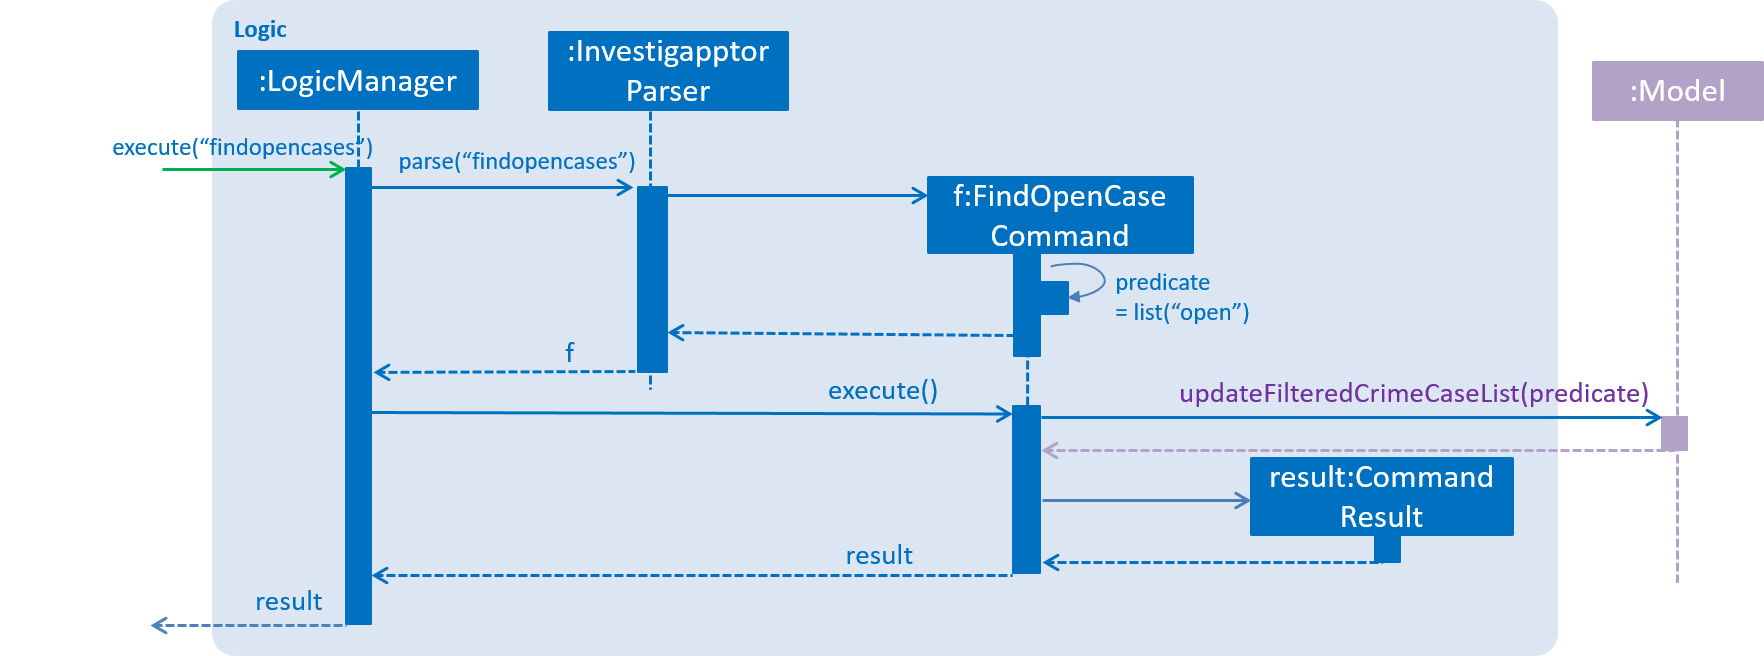 Logic
:LogicManager
:Investigapptor
Parser
:Model
execute(“findopencases”)
parse(“findopencases”)
f:FindOpenCase
Command
predicate
= list(“open”)
f
execute()
updateFilteredCrimeCaseList(predicate)
result:Command
Result
result
result